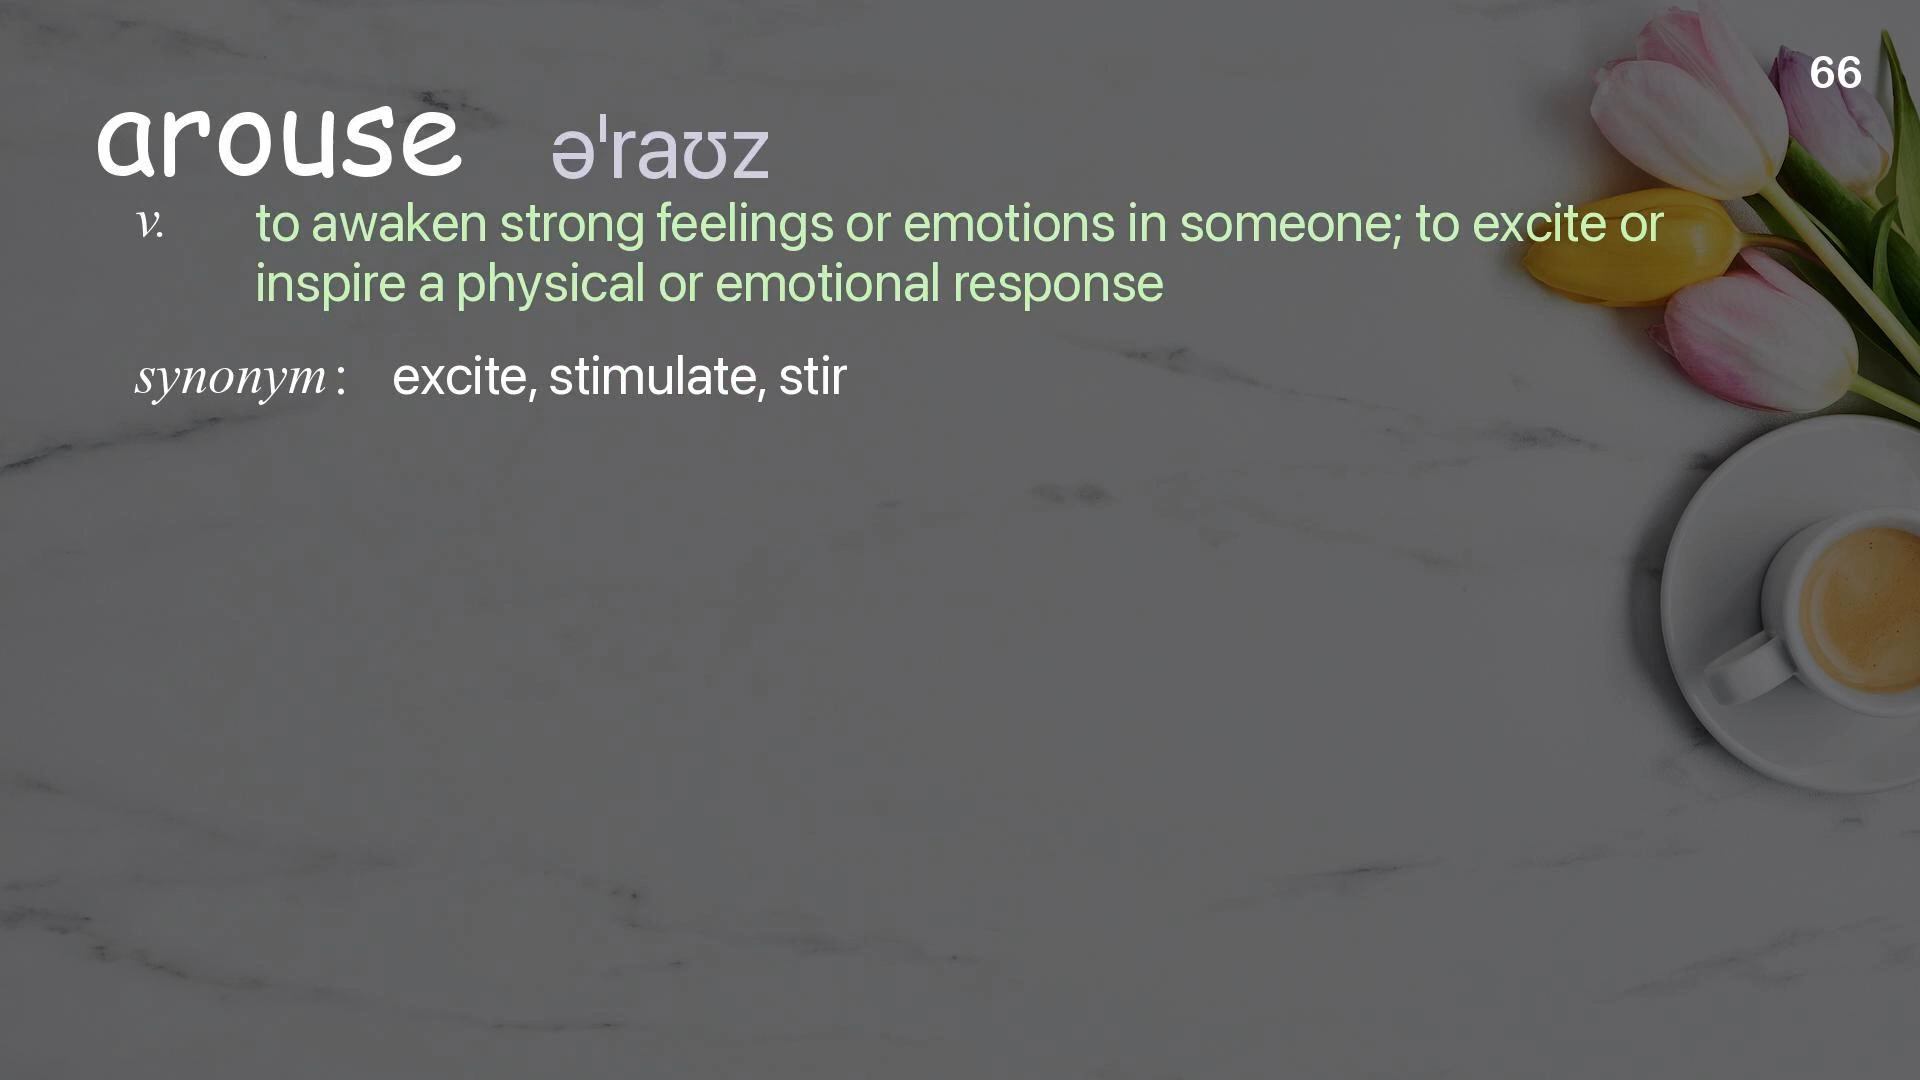 66
arouse əˈraʊz
v. to awaken strong feelings or emotions in someone; to excite or
inspire a physical or emotional response
synonym : excite, stimulate, stir